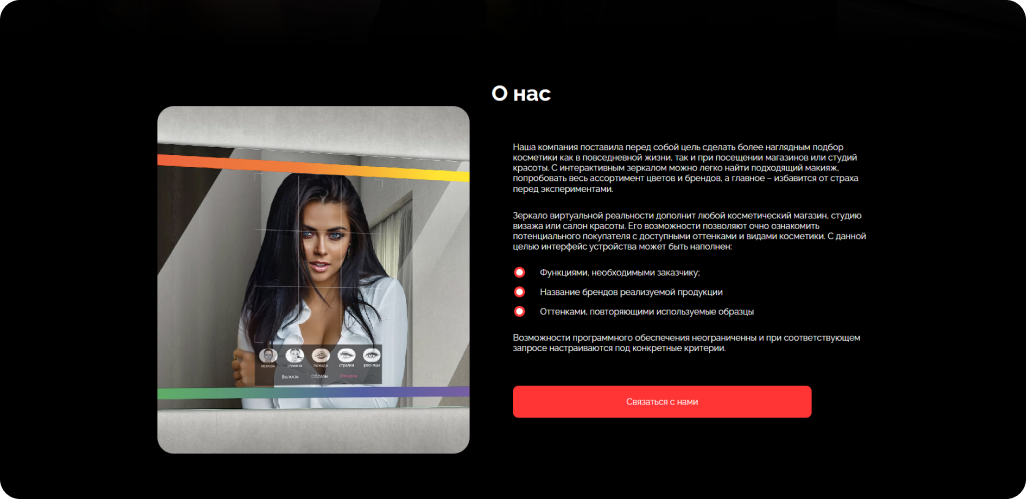 О нас
Наша компания поставила перед собой цель сделать более наглядным подбор
косметики как в повседневной жизни, так и при посещении магазинов или студий
красоты. С интерактивным зеркалом можно легко найти подходящий макияж,
попробовать весь ассортимент цветов и брендов, а главное – избавится от страха
перед экспериментами.
Зеркало виртуальной реальности дополнит любой косметический магазин, студию
визажа или салон красоты. Его возможности позволяют очно ознакомить
потенциального покупателя с доступными оттенками и видами косметики. С данной
целью интерфейс устройства может быть наполнен:
Функциями, необходимыми заказчику;
Название брендов реализуемой продукции
Оттенками, повторяющими используемые образцы
Возможности программного обеспечения неограниченны и при соответствующем
запросе настраиваются под конкретные критерии.
Связаться с нами